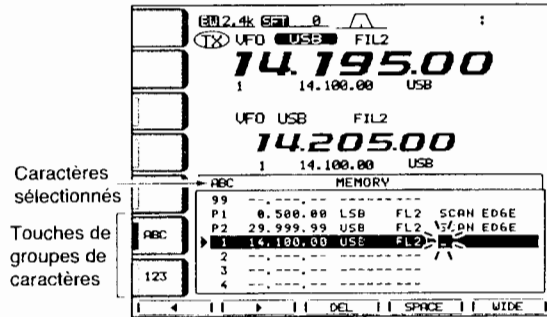 BW 2.4k SFT 0 :
TX VFO USB FIL2
14.195.00
1 14.100.00 USB
VFO USB FIL2
14.205.00
1 14.100.00 USB
Caractères
sélectionnés
ABC MEMORY
99 --.---.-- ------
P1 0.500.00 LSB FL2 SCAN EDGE
Touches de
groupes de
caractères
ABC
P2 29.999.99 USB FL2 SCAN EDGE
1 14.100.00 USB FL2
2 --.---.-- ------
123
3 --.---.-- ------
4 --.---.-- ------
◄ ► DEL SPACE WIDE